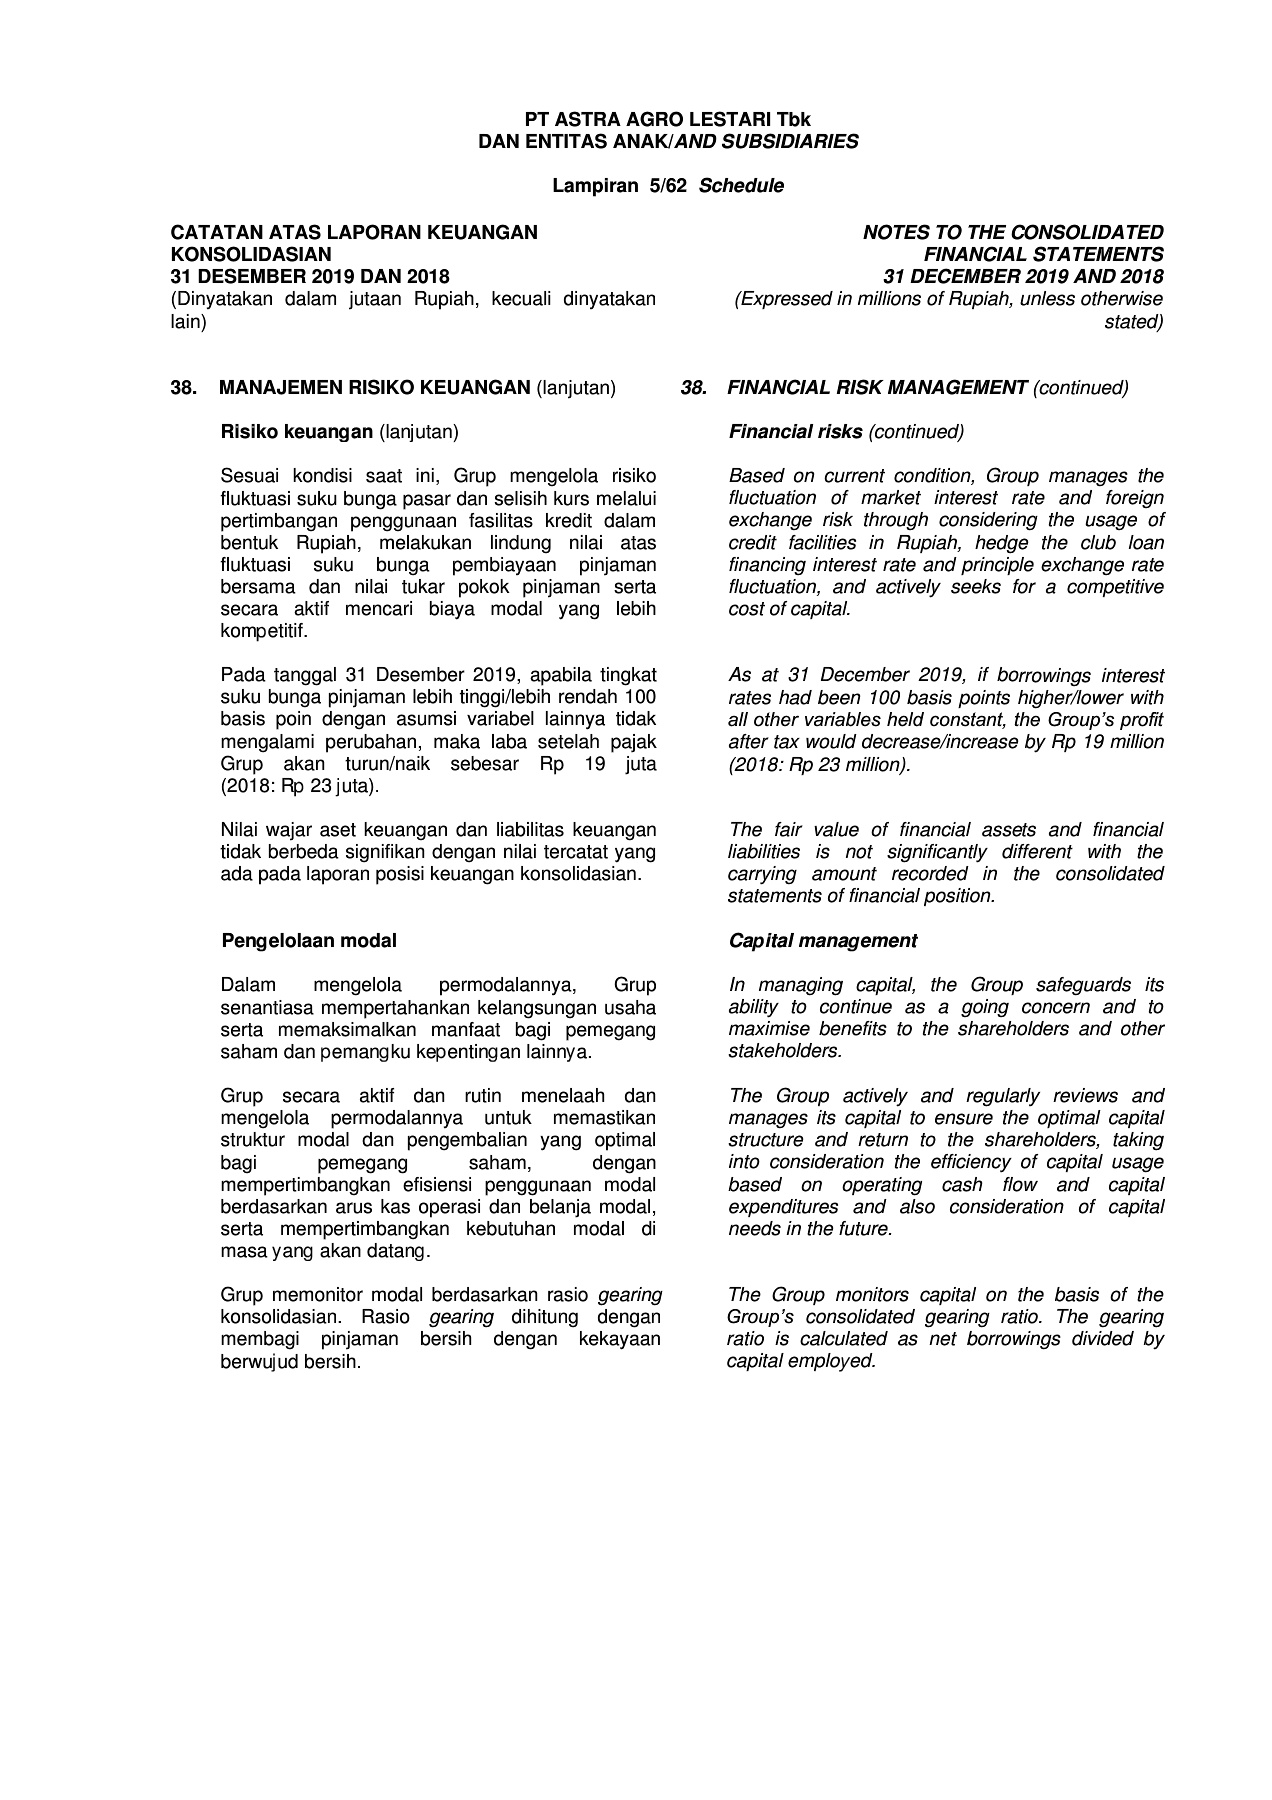 PT ASTRA AGRO LESTARI Tbk
DAN ENTITAS ANAK/AND SUBSIDIARIES
Lampiran 5/62 Schedule
CATATAN ATAS LAPORAN KEUANGAN
KONSOLIDASIAN
31 DESEMBER 2019 DAN 2018
(Dinyatakan dalam jutaan Rupiah, kecuali dinyatakan
lain)
NOTES TO THE CONSOLIDATED
FINANCIAL STATEMENTS
31 DECEMBER 2019 AND 2018
(Expressed in millions of Rupiah, unless otherwise
stated)
38. MANAJEMEN RISIKO KEUANGAN (lanjutan)
Risiko keuangan (lanjutan)
Sesuai kondisi saat ini, Grup mengelola risiko
fluktuasi suku bunga pasar dan selisih kurs melalui
pertimbangan penggunaan fasilitas kredit dalam
bentuk Rupiah, melakukan lindung nilai atas
fluktuasi suku bunga pembiayaan pinjaman
bersama dan nilai tukar pokok pinjaman serta
secara aktif mencari biaya modal yang lebih
kompetitif.
Pada tanggal 31 Desember 2019, apabila tingkat
suku bunga pinjaman lebih tinggi/lebih rendah 100
basis poin dengan asumsi variabel lainnya tidak
mengalami perubahan, maka laba setelah pajak
Grup akan turun/naik sebesar Rp 19 juta
(2018: Rp 23 juta).
Nilai wajar aset keuangan dan liabilitas keuangan
tidak berbeda signifikan dengan nilai tercatat yang
ada pada laporan posisi keuangan konsolidasian.
Pengelolaan modal
Dalam mengelola permodalannya, Grup
senantiasa mempertahankan kelangsungan usaha
serta memaksimalkan manfaat bagi pemegang
saham dan pemangku kepentingan lainnya.
Grup secara aktif dan rutin menelaah dan
mengelola permodalannya untuk memastikan
struktur modal dan pengembalian yang optimal
bagi pemegang saham, dengan
mempertimbangkan efisiensi penggunaan modal
berdasarkan arus kas operasi dan belanja modal,
serta mempertimbangkan kebutuhan modal di
masa yang akan datang.
Grup memonitor modal berdasarkan rasio gearing
konsolidasian. Rasio gearing dihitung dengan
membagi pinjaman bersih dengan kekayaan
berwujud bersih.
38. FINANCIAL RISK MANAGEMENT (continued)
Financial risks (continued)
Based on current condition, Group manages the
fluctuation of market interest rate and foreign
exchange risk through considering the usage of
credit facilities in Rupiah, hedge the club loan
financing interest rate and principle exchange rate
fluctuation, and actively seeks for a competitive
cost of capital.
As at 31 December 2019, if borrowings interest
rates had been 100 basis points higher/lower with
all other variables held constant, the Group's profit
after tax would decrease/increase by Rp 19 million
(2018: Rp 23 million).
The fair value of financial assets and financial
liabilities is not significantly different with the
carrying amount recorded in the consolidated
statements of financial position.
Capital management
In managing capital, the Group safeguards its
ability to continue as a going concern and to
maximise benefits to the shareholders and other
stakeholders.
The Group actively and regularly reviews and
manages its capital to ensure the optimal capital
structure and return to the shareholders, taking
into consideration the efficiency of capital usage
based on operating cash flow and capital
expenditures and also consideration of capital
needs in the future.
The Group monitors capital on the basis of the
Group's consolidated gearing ratio. The gearing
ratio is calculated as net borrowings divided by
capital employed.